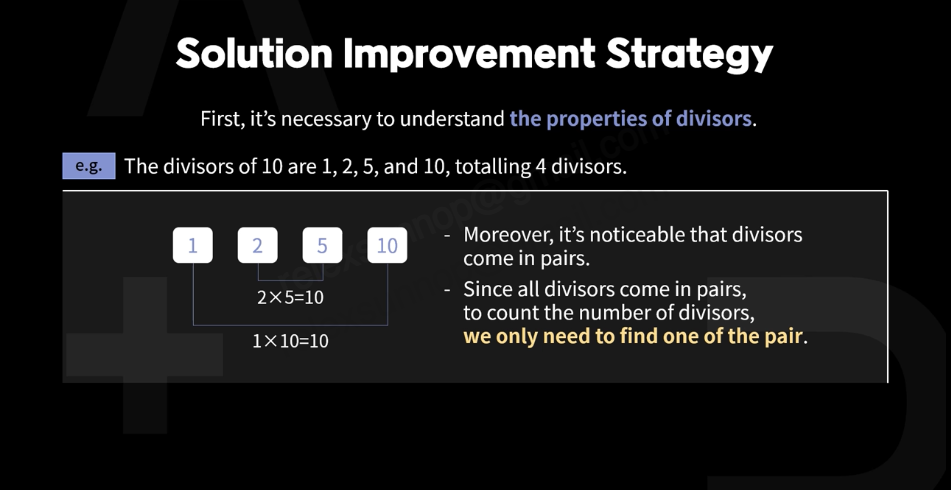 Solution Improvement Strategy
First, it's necessary to understand the properties of divisors.
e.g. The divisors of 10 are 1, 2, 5, and 10, totalling 4 divisors.
1 2 5 10
2×5=10
1×10=10
- Moreover, it's noticeable that divisors
come in pairs.
- Since all divisors come in pairs,
to count the number of divisors,
we only need to find one of the pair.